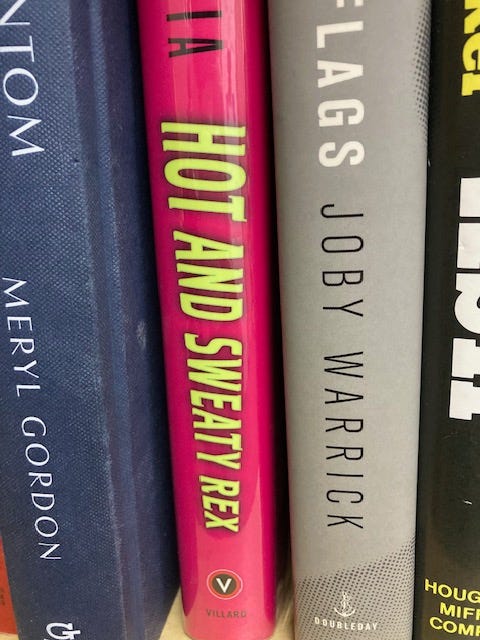 NTOM
MERYL GORDON
IA
HOT AND SWEATY REX
V
VILLARD
FLAGS JOBY WARRICK
DOUBLEDAY
HOUG
MIFF
COMP